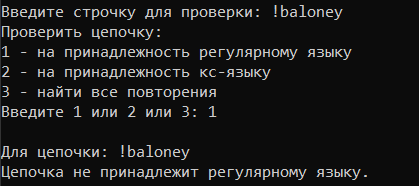 Введите строчку для проверки: !baloney
Проверить цепочку:
1 - на принадлежность регулярному языку
2 - на принадлежность кс-языку
3 - найти все повторения
Введите 1 или 2 или 3: 1
Для цепочки: !baloney
Цепочка не принадлежит регулярному языку.